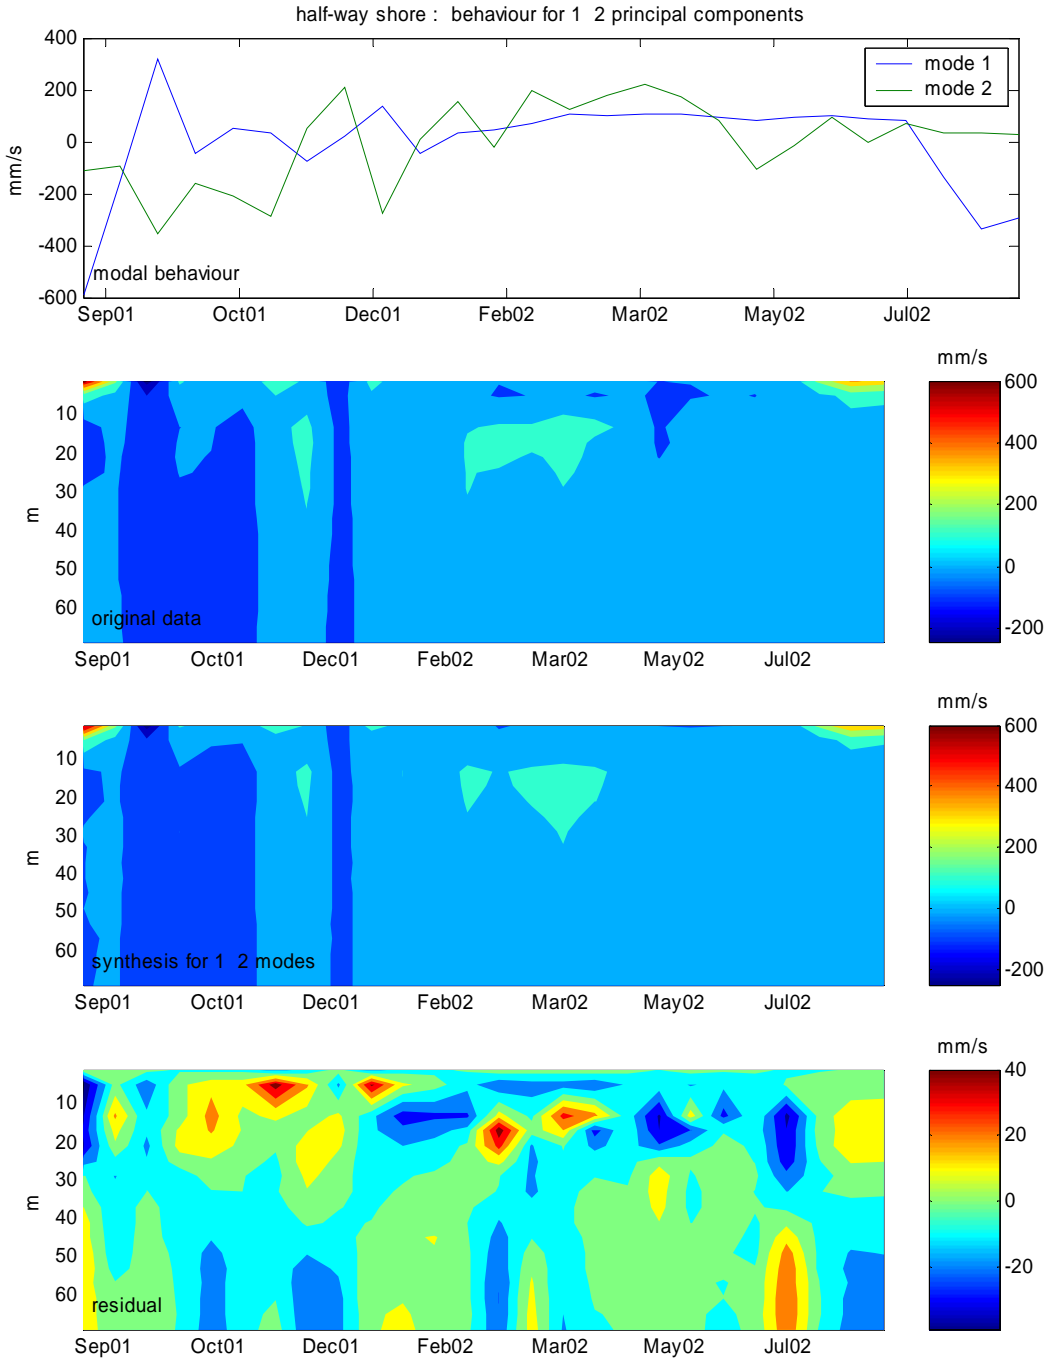 half-way shore : behaviour for 1 2 principal components
400
200
0
-200
-400
-600
mm/s
mode 1
mode 2
modal behaviour
Sep01 Oct01 Dec01 Feb02 Mar02 May02 Jul02
mm/s
10
20
30
40
50
60
m
original data
600
400
200
0
-200
Sep01 Oct01 Dec01 Feb02 Mar02 May02 Jul02
mm/s
10
20
30
40
50
60
m
synthesis for 1 2 modes
600
400
200
0
-200
Sep01 Oct01 Dec01 Feb02 Mar02 May02 Jul02
mm/s
10
20
30
40
50
60
m
residual
40
20
0
-20
Sep01 Oct01 Dec01 Feb02 Mar02 May02 Jul02